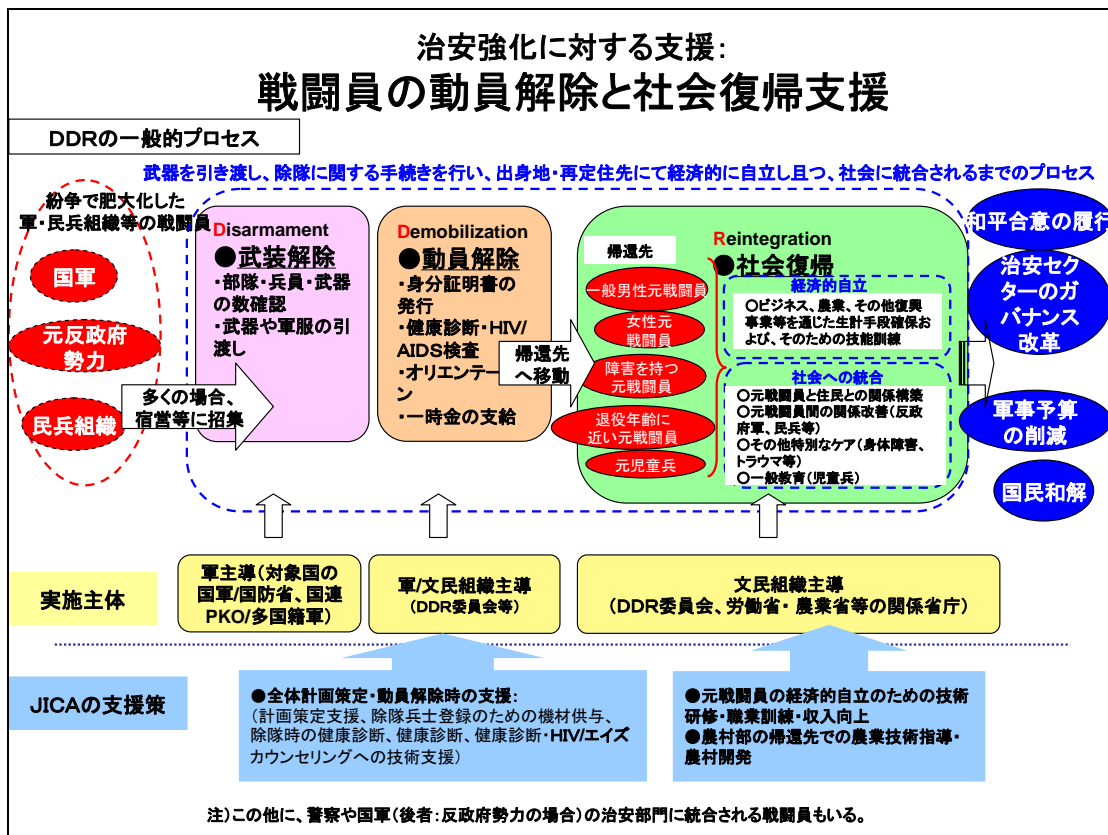 治安強化に対する支援：
戦闘員の動員解除と社会復帰支援
DDRの一般的プロセス
武器を引き渡し、除隊に関する手続きを行い、出身地・再定住先にて経済的に自立し且つ、社会に統合されるまでのプロセス
紛争で肥大化した
軍・民兵組織等の戦闘員
国軍
元反政府
勢力
民兵組織
多くの場合、
宿営等に招集
Disarmament
●武装解除
・部隊・兵員・武器
の数確認
・武器や軍服の引
渡し
Demobilization
●動員解除
・身分証明書の
発行
・健康診断・HIV/
AIDS検査
・オリエンテーショ
ン
・一時金の支給
帰還先
へ移動
Reintegration
●社会復帰
帰還先
一般男性元戦闘員
女性元
戦闘員
障害を持つ
元戦闘員
退役年齢に
近い元戦闘員
元児童兵
経済的自立
○ビジネス、農業、その他復興
事業等を通じた生計手段確保お
よび、そのための技能訓練
社会への統合
○元戦闘員と住民との関係構築
○元戦闘員間の関係改善（反政
府軍、民兵等）
○その他特別なケア（身体障害、
トラウマ等）
○一般教育（児童兵）
和平合意の履行
治安セク
ターのガ
バナンス
改革
軍事予算
の削減
国民和解
実施主体
軍主導（対象国の
国軍/国防省、国連
PKO/多国籍軍）
軍/文民組織主導
（DDR委員会等）
文民組織主導
（DDR委員会、労働省・農業省等の関係省庁）
JICAの支援策
●全体計画策定・動員解除時の支援：
（計画策定支援、除隊兵士登録のための機材供与、
除隊時の健康診断、健康診断、健康診断・HIV/エイズ
カウンセリングへの技術支援）
●元戦闘員の経済的自立のための技術
研修・職業訓練・収入向上
●農村部の帰還先での農業技術指導・
農村開発
注）この他に、警察や国軍（後者：反政府勢力の場合）の治安部門に統合される戦闘員もいる。